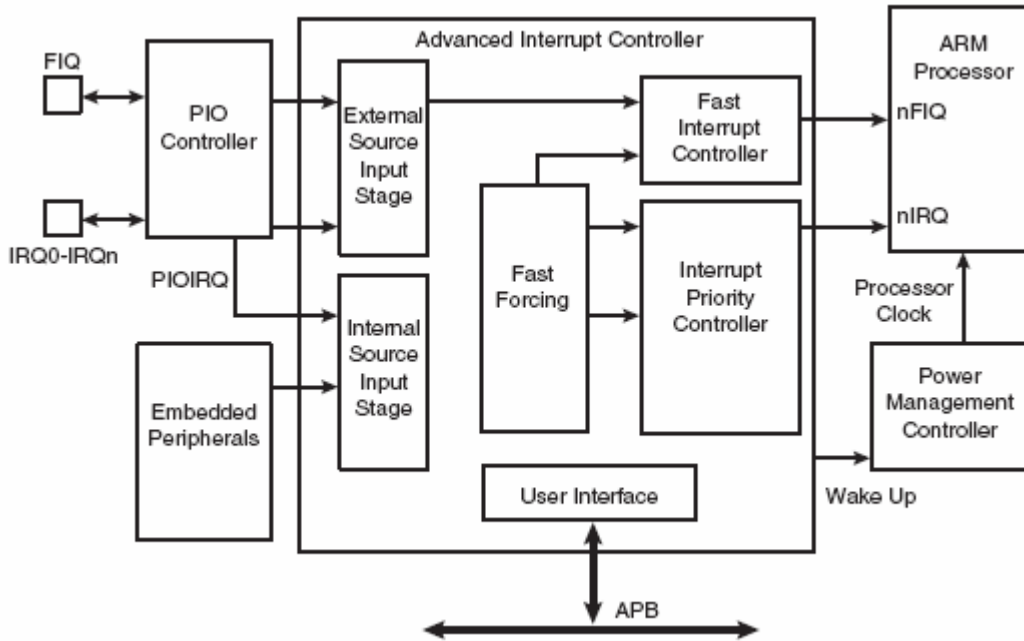 Advanced Interrupt Controller
FIQ
PIO
Controller
IRQ0-IRQn
PIOIRQ
External
Source
Input
Stage
Internal
Source
Input
Stage
Embedded
Peripherals
Fast
Forcing
Fast
Interrupt
Controller
Interrupt
Priority
Controller
User Interface
APB
ARM
Processor
nFIQ
nIRQ
Processor
Clock
Power
Management
Controller
Wake Up